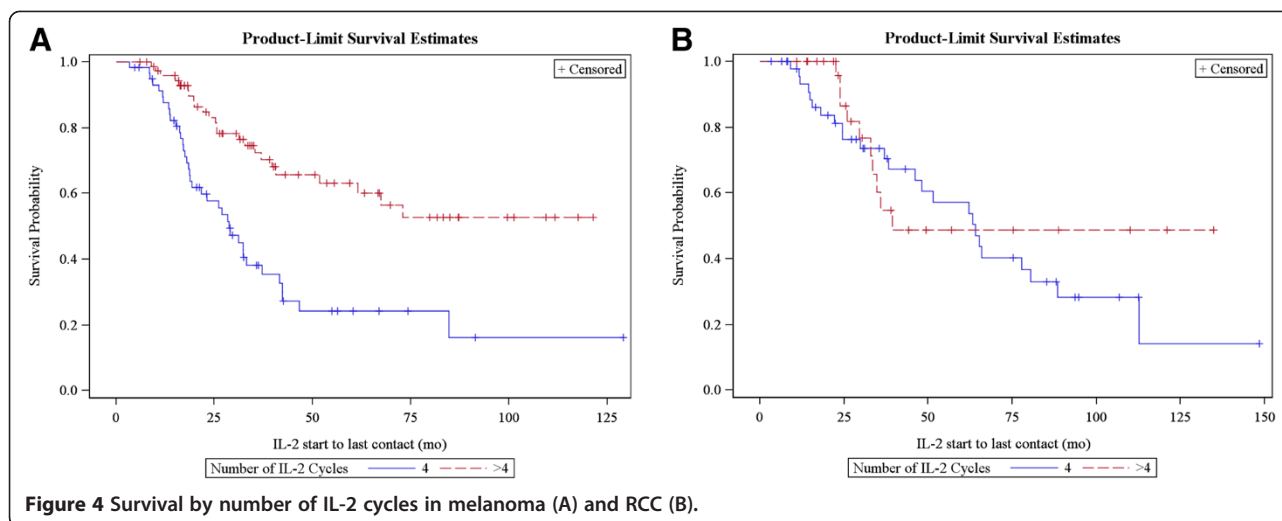 A
Product-Limit Survival Estimates
+ Censored
1.0
0.8
0.6
0.4
0.2
0.0
Survival Probability
0 25 50 75 100 125
IL-2 start to last contact (mo)
Number of IL-2 Cycles 4 >4
B
Product-Limit Survival Estimates
+ Censored
1.0
0.8
0.6
0.4
0.2
0.0
Survival Probability
0 25 50 75 100 125 150
IL-2 start to last contact (mo)
Number of IL-2 Cycles 4 >4
Figure 4 Survival by number of IL-2 cycles in melanoma (A) and RCC (B).